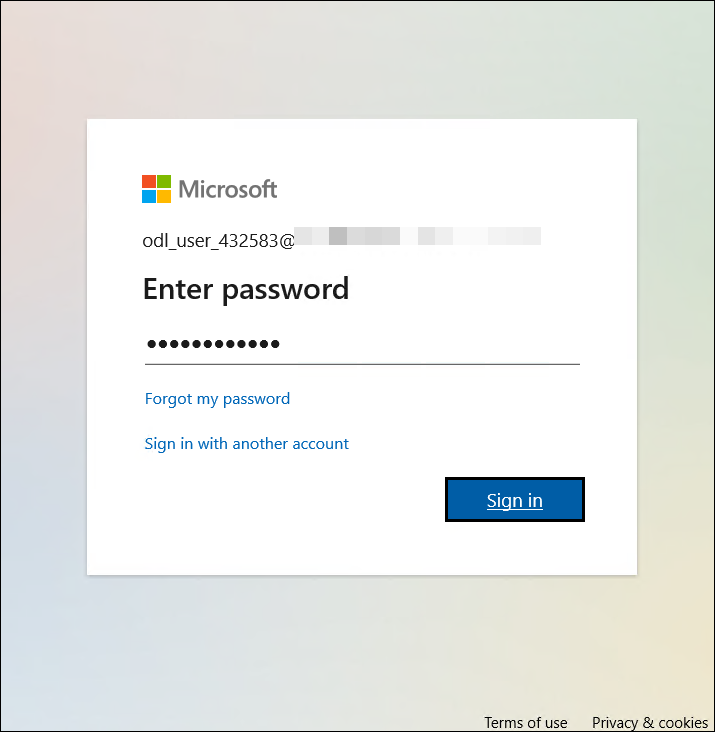 Microsoft
odl_user_432583@
Enter password
••••••••••••
Forgot my password
Sign in with another account
Sign in
Terms of use Privacy & cookies